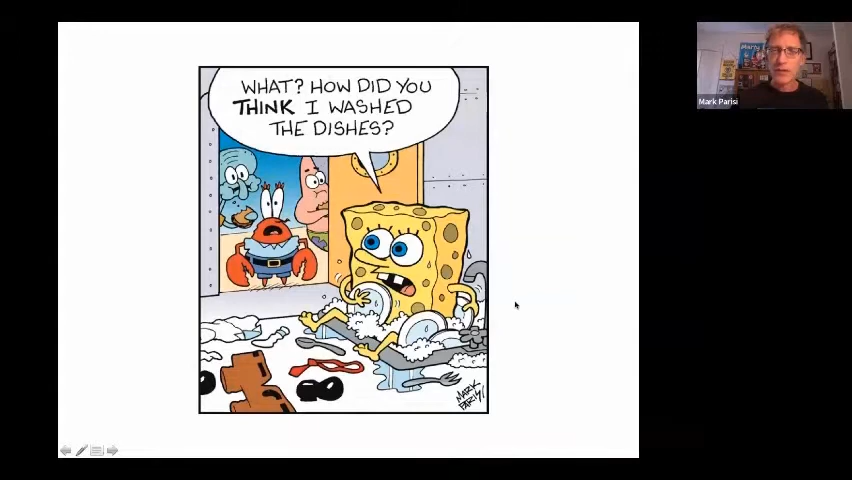 WHAT? HOW DID YOU
THINK I WASHED
THE DISHES?
MARK
PARISI
Mark Parisi